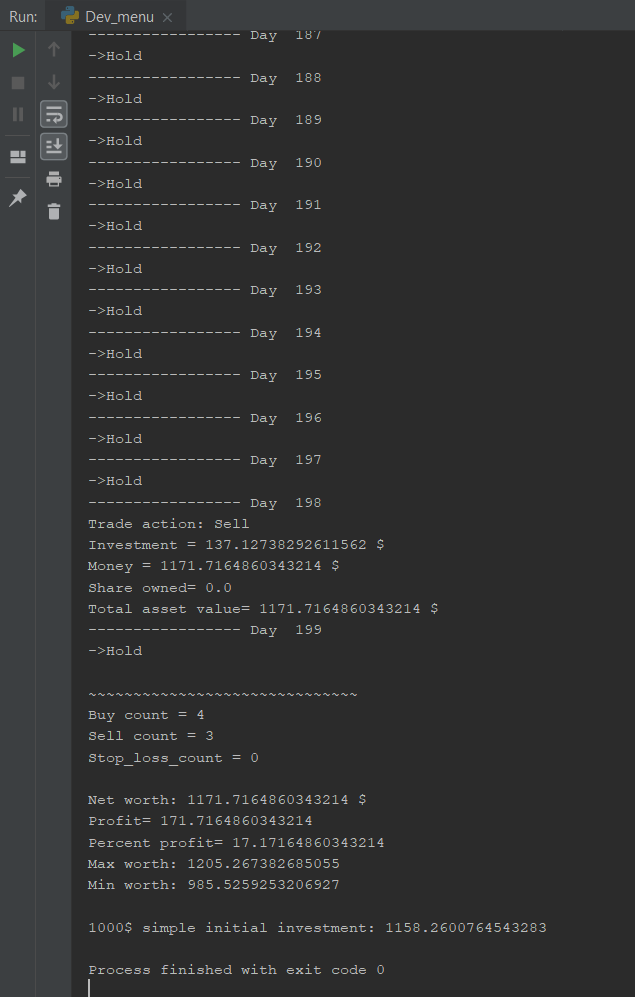 Run: Dev_menu
----------------- Day  187
->Hold
----------------- Day  188
->Hold
----------------- Day  189
->Hold
----------------- Day  190
->Hold
----------------- Day  191
->Hold
----------------- Day  192
->Hold
----------------- Day  193
->Hold
----------------- Day  194
->Hold
----------------- Day  195
->Hold
----------------- Day  196
->Hold
----------------- Day  197
->Hold
----------------- Day  198
Trade action: Sell
Investment = 137.12738292611562 $
Money = 1171.7164860343214 $
Share owned= 0.0
Total asset value= 1171.7164860343214 $
----------------- Day  199
->Hold
~~~~~~~~~~~~~~~~~~~~~~~~~~~~~~
Buy count = 4
Sell count = 3
Stop_loss_count = 0
Net worth: 1171.7164860343214 $
Profit= 171.7164860343214
Percent profit= 17.17164860343214
Max worth: 1205.267382685055
Min worth: 985.5259253206927
1000$ simple initial investment: 1158.2600764543283
Process finished with exit code 0